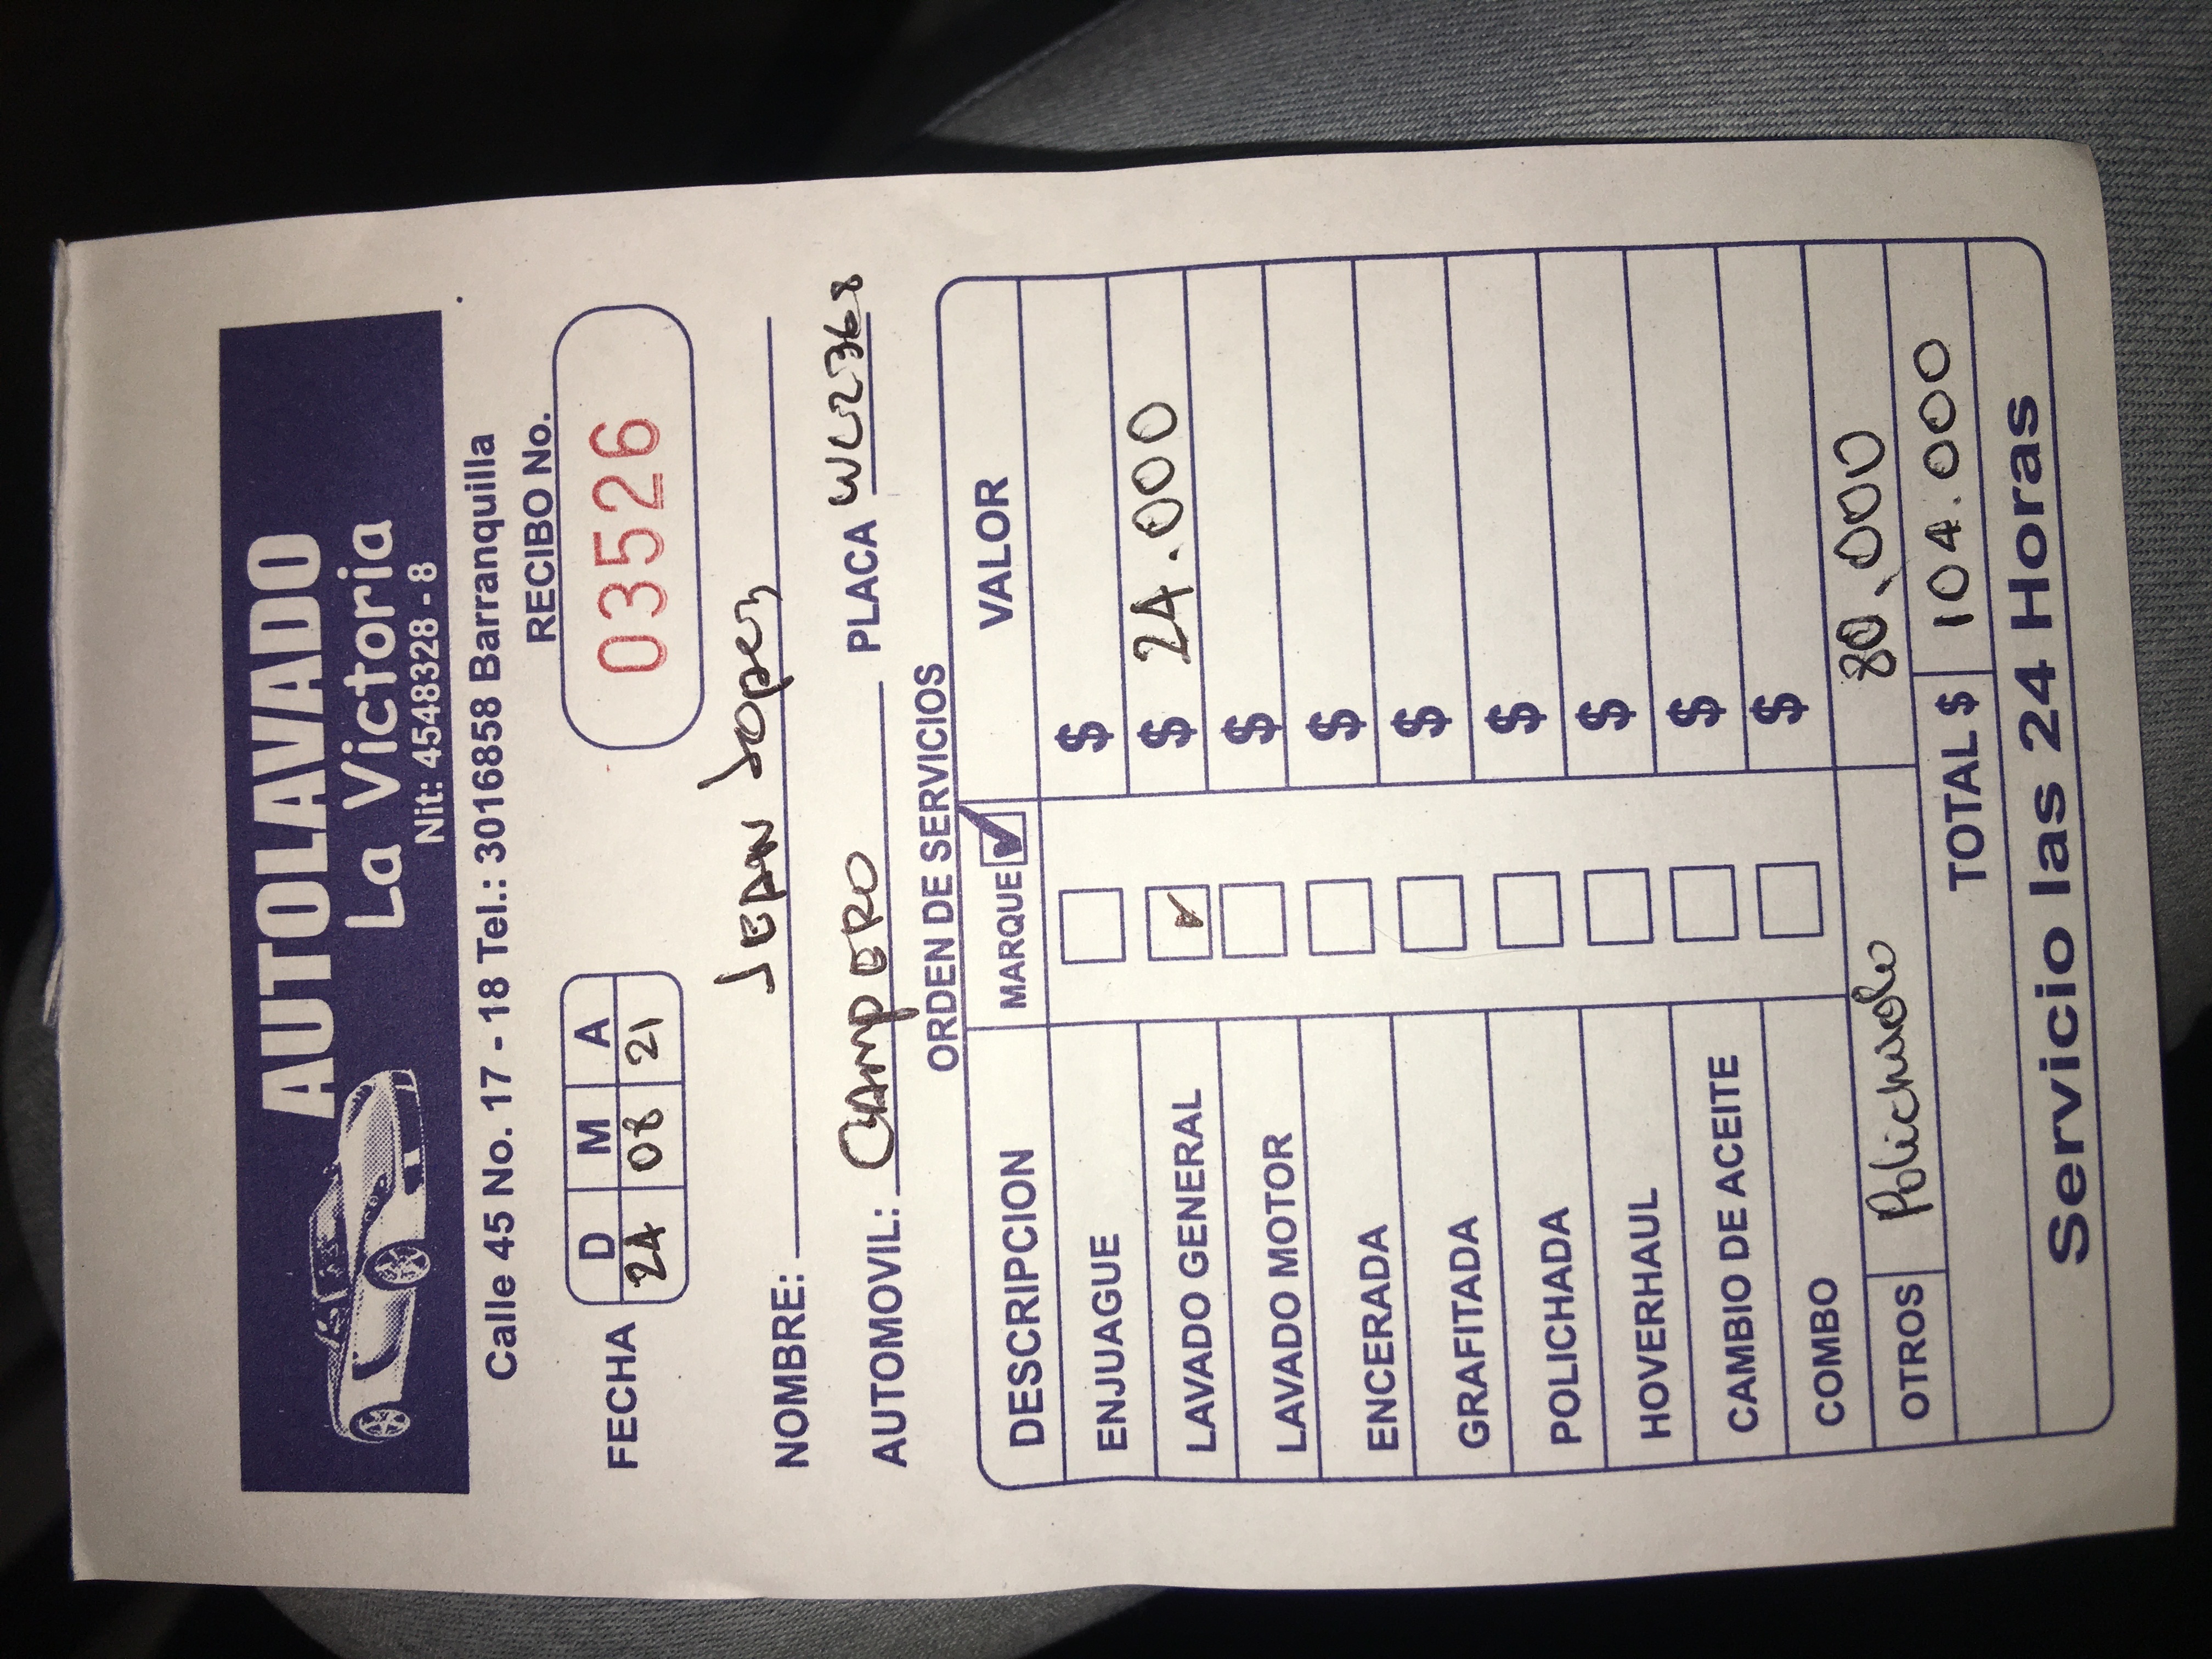 AUTOLAVADO
La Victoria
Nit: 4548328 - 8
Calle 45 No. 17 - 18 Tel.: 3016858 Barranquilla
RECIBO No.
03526
FECHA D M A
24 08 21
NOMBRE: JEAN Lopez
AUTOMOVIL: CAMPERO PLACA WLZ368
ORDEN DE SERVICIOS
DESCRIPCION MARQUE VALOR
ENJUAGUE $
LAVADO GENERAL $ 24.000
LAVADO MOTOR $
ENCERADA $
GRAFITADA $
POLICHADA $
HOVERHAUL $
CAMBIO DE ACEITE $
COMBO $
OTROS 80.000
TOTAL $ 104.000
Servicio las 24 Horas